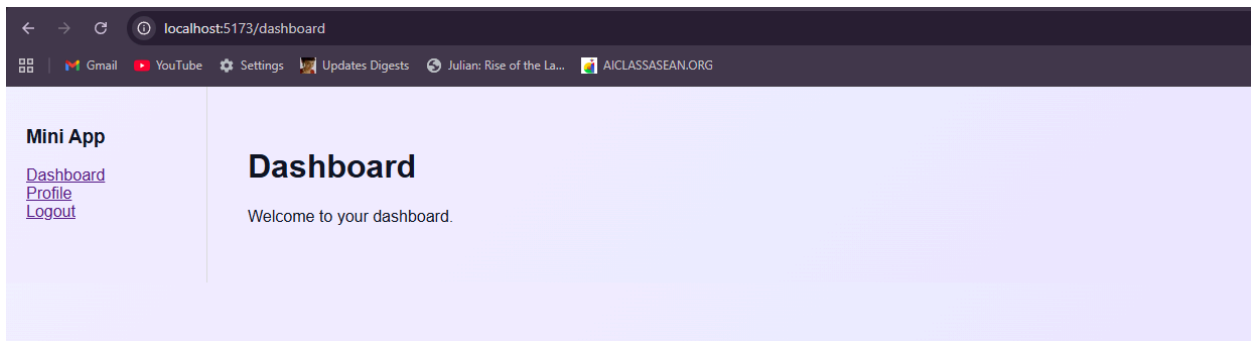 localhost:5173/dashboard
Gmail YouTube Settings Updates Digests Julian: Rise of the La... AICLASSASEAN.ORG
Mini App
Dashboard
Profile
Logout
Dashboard
Welcome to your dashboard.